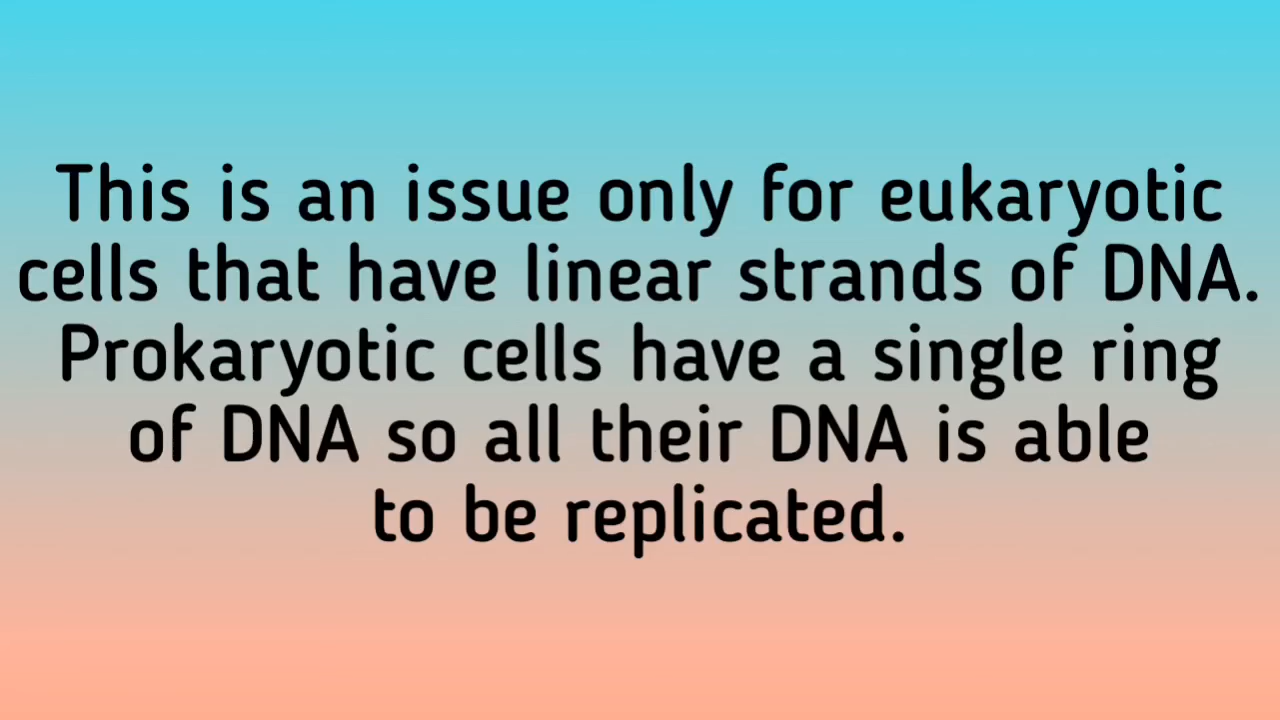 This is an issue only for eukaryotic
cells that have linear strands of DNA.
Prokaryotic cells have a single ring
of DNA so all their DNA is able
to be replicated.